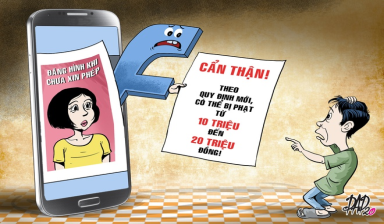 ĐĂNG HÌNH KHI
CHƯA XIN PHÉP
CẨN THẬN!
THEO
QUY ĐỊNH MỚI,
CÓ THỂ BỊ PHẠT,
TỪ
10 TRIỆU
ĐẾN
20 TRIỆU
ĐỒNG!
DAD